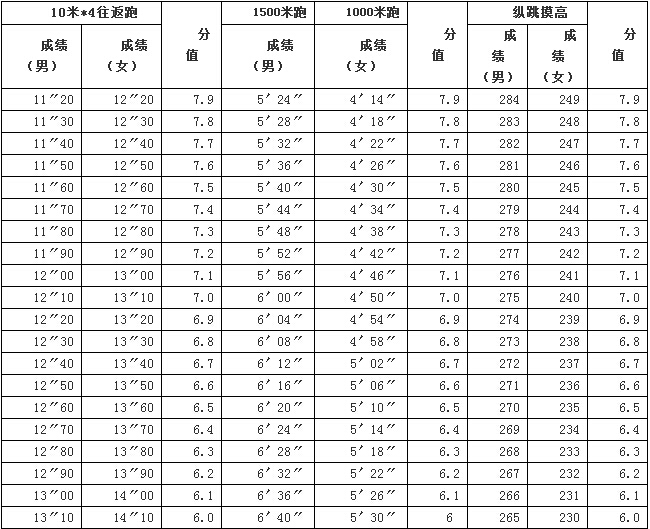 10米*4往返跑 分值 1500米跑 1000米跑 分值 纵跳摸高 分值
成绩（男） 成绩（女） 成绩（男） 成绩（女） 成绩（男） 成绩（女）
11″20 12″20 7.9 5′24″ 4′14″ 7.9 284 249 7.9
11″30 12″30 7.8 5′28″ 4′18″ 7.8 283 248 7.8
11″40 12″40 7.7 5′32″ 4′22″ 7.7 282 247 7.7
11″50 12″50 7.6 5′36″ 4′26″ 7.6 281 246 7.6
11″60 12″60 7.5 5′40″ 4′30″ 7.5 280 245 7.5
11″70 12″70 7.4 5′44″ 4′34″ 7.4 279 244 7.4
11″80 12″80 7.3 5′48″ 4′38″ 7.3 278 243 7.3
11″90 12″90 7.2 5′52″ 4′42″ 7.2 277 242 7.2
12″00 13″00 7.1 5′56″ 4′46″ 7.1 276 241 7.1
12″10 13″10 7.0 6′00″ 4′50″ 7.0 275 240 7.0
12″20 13″20 6.9 6′04″ 4′54″ 6.9 274 239 6.9
12″30 13″30 6.8 6′08″ 4′58″ 6.8 273 238 6.8
12″40 13″40 6.7 6′12″ 5′02″ 6.7 272 237 6.7
12″50 13″50 6.6 6′16″ 5′06″ 6.6 271 236 6.6
12″60 13″60 6.5 6′20″ 5′10″ 6.5 270 235 6.5
12″70 13″70 6.4 6′24″ 5′14″ 6.4 269 234 6.4
12″80 13″80 6.3 6′28″ 5′18″ 6.3 268 233 6.3
12″90 13″90 6.2 6′32″ 5′22″ 6.2 267 232 6.2
13″00 14″00 6.1 6′36″ 5′26″ 6.1 266 231 6.1
13″10 14″10 6.0 6′40″ 5′30″ 6 265 230 6.0